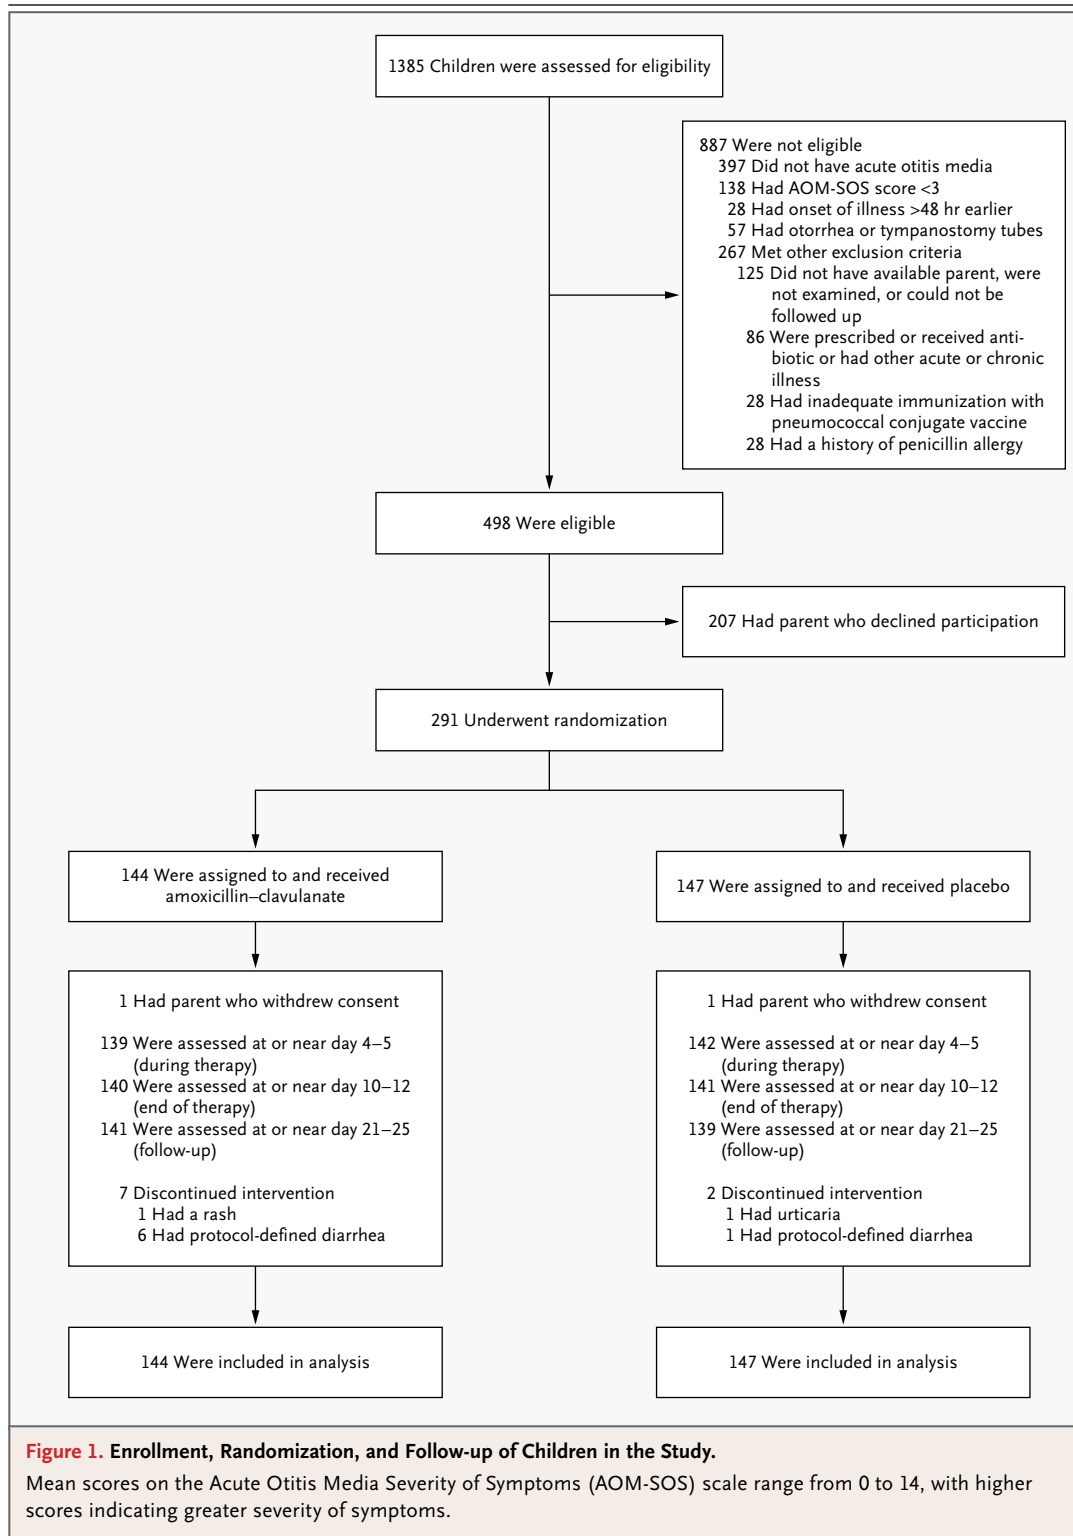 1385 Children were assessed for eligibility
887 Were not eligible
397 Did not have acute otitis media
138 Had AOM-SOS score <3
28 Had onset of illness >48 hr earlier
57 Had otorrhea or tympanostomy tubes
267 Met other exclusion criteria
125 Did not have available parent, were
not examined, or could not be
followed up
86 Were prescribed or received anti-
biotic or had other acute or chronic
illness
28 Had inadequate immunization with
pneumococcal conjugate vaccine
28 Had a history of penicillin allergy
498 Were eligible
207 Had parent who declined participation
291 Underwent randomization
144 Were assigned to and received
amoxicillin–clavulanate
147 Were assigned to and received placebo
1 Had parent who withdrew consent
139 Were assessed at or near day 4–5
(during therapy)
140 Were assessed at or near day 10–12
(end of therapy)
141 Were assessed at or near day 21–25
(follow-up)
7 Discontinued intervention
1 Had a rash
6 Had protocol-defined diarrhea
1 Had parent who withdrew consent
142 Were assessed at or near day 4–5
(during therapy)
141 Were assessed at or near day 10–12
(end of therapy)
139 Were assessed at or near day 21–25
(follow-up)
2 Discontinued intervention
1 Had urticaria
1 Had protocol-defined diarrhea
144 Were included in analysis
147 Were included in analysis
Figure 1. Enrollment, Randomization, and Follow-up of Children in the Study.
Mean scores on the Acute Otitis Media Severity of Symptoms (AOM-SOS) scale range from 0 to 14, with higher
scores indicating greater severity of symptoms.